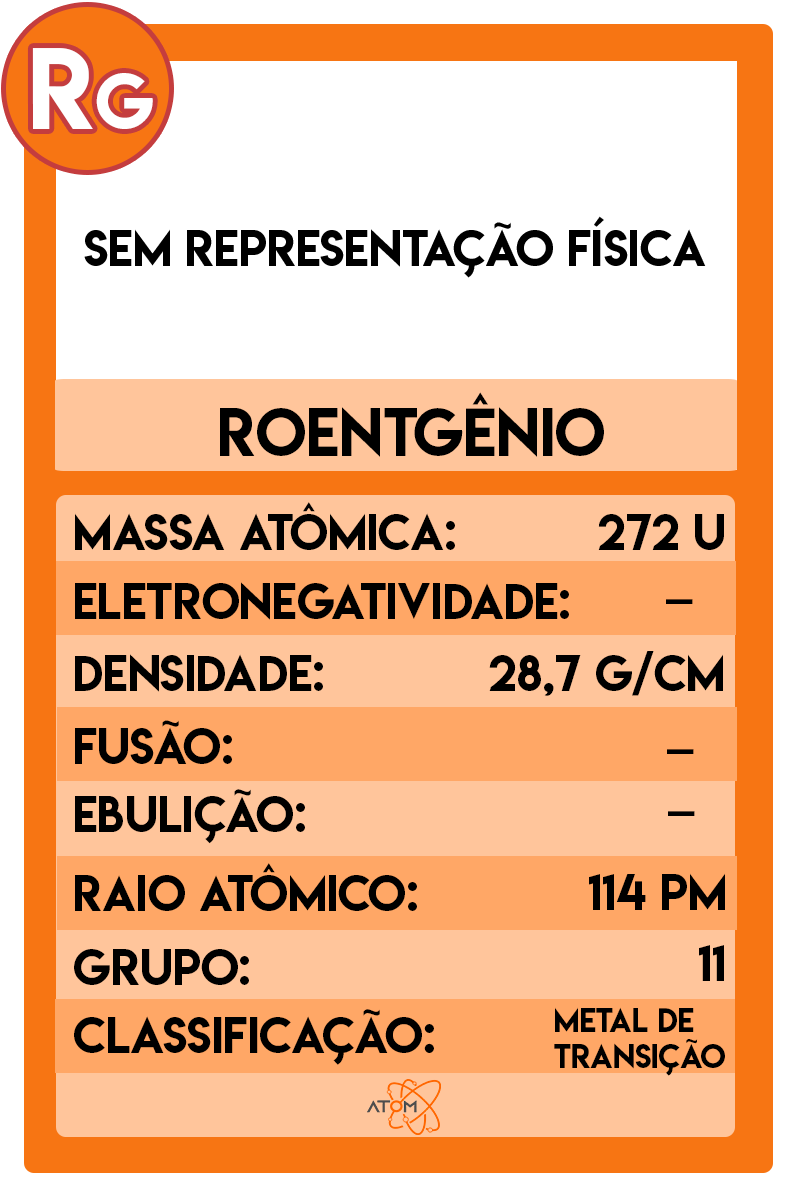 RG
SEM REPRESENTAÇÃO FÍSICA
ROENTGÊNIO
MASSA ATÔMICA: 272 U
ELETRONEGATIVIDADE: –
DENSIDADE: 28,7 G/CM
FUSÃO: –
EBULIÇÃO: –
RAIO ATÔMICO: 114 PM
GRUPO: 11
CLASSIFICAÇÃO: METAL DE
TRANSIÇÃO
ATOM